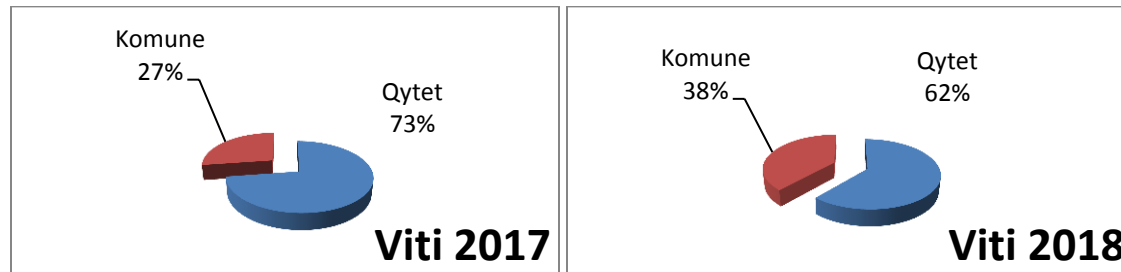 Komune
27%
Qytet
73%
Viti 2017
Komune
38%
Qytet
62%
Viti 2018